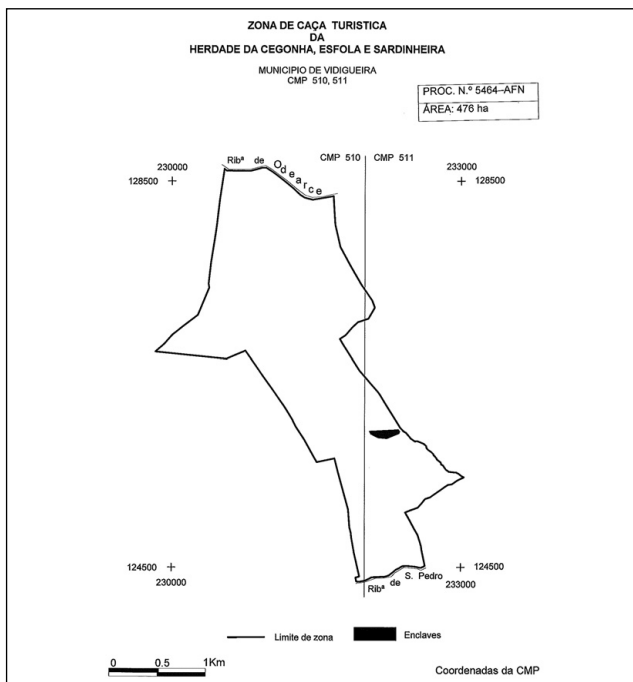 ZONA DE CAÇA TURISTICA
DA
HERDADE DA CEGONHA, ESFOLA E SARDINHEIRA
MUNICIPIO DE VIDIGUEIRA
CMP 510, 511
PROC. N.º 5464–AFN
ÁREA: 476 ha
Ribª de Odearce
CMP 510
CMP 511
230000
128500
233000
128500
124500
230000
124500
233000
Ribª de S. Pedro
Limite de zona
Enclaves
0 0.5 1Km
Coordenadas da CMP